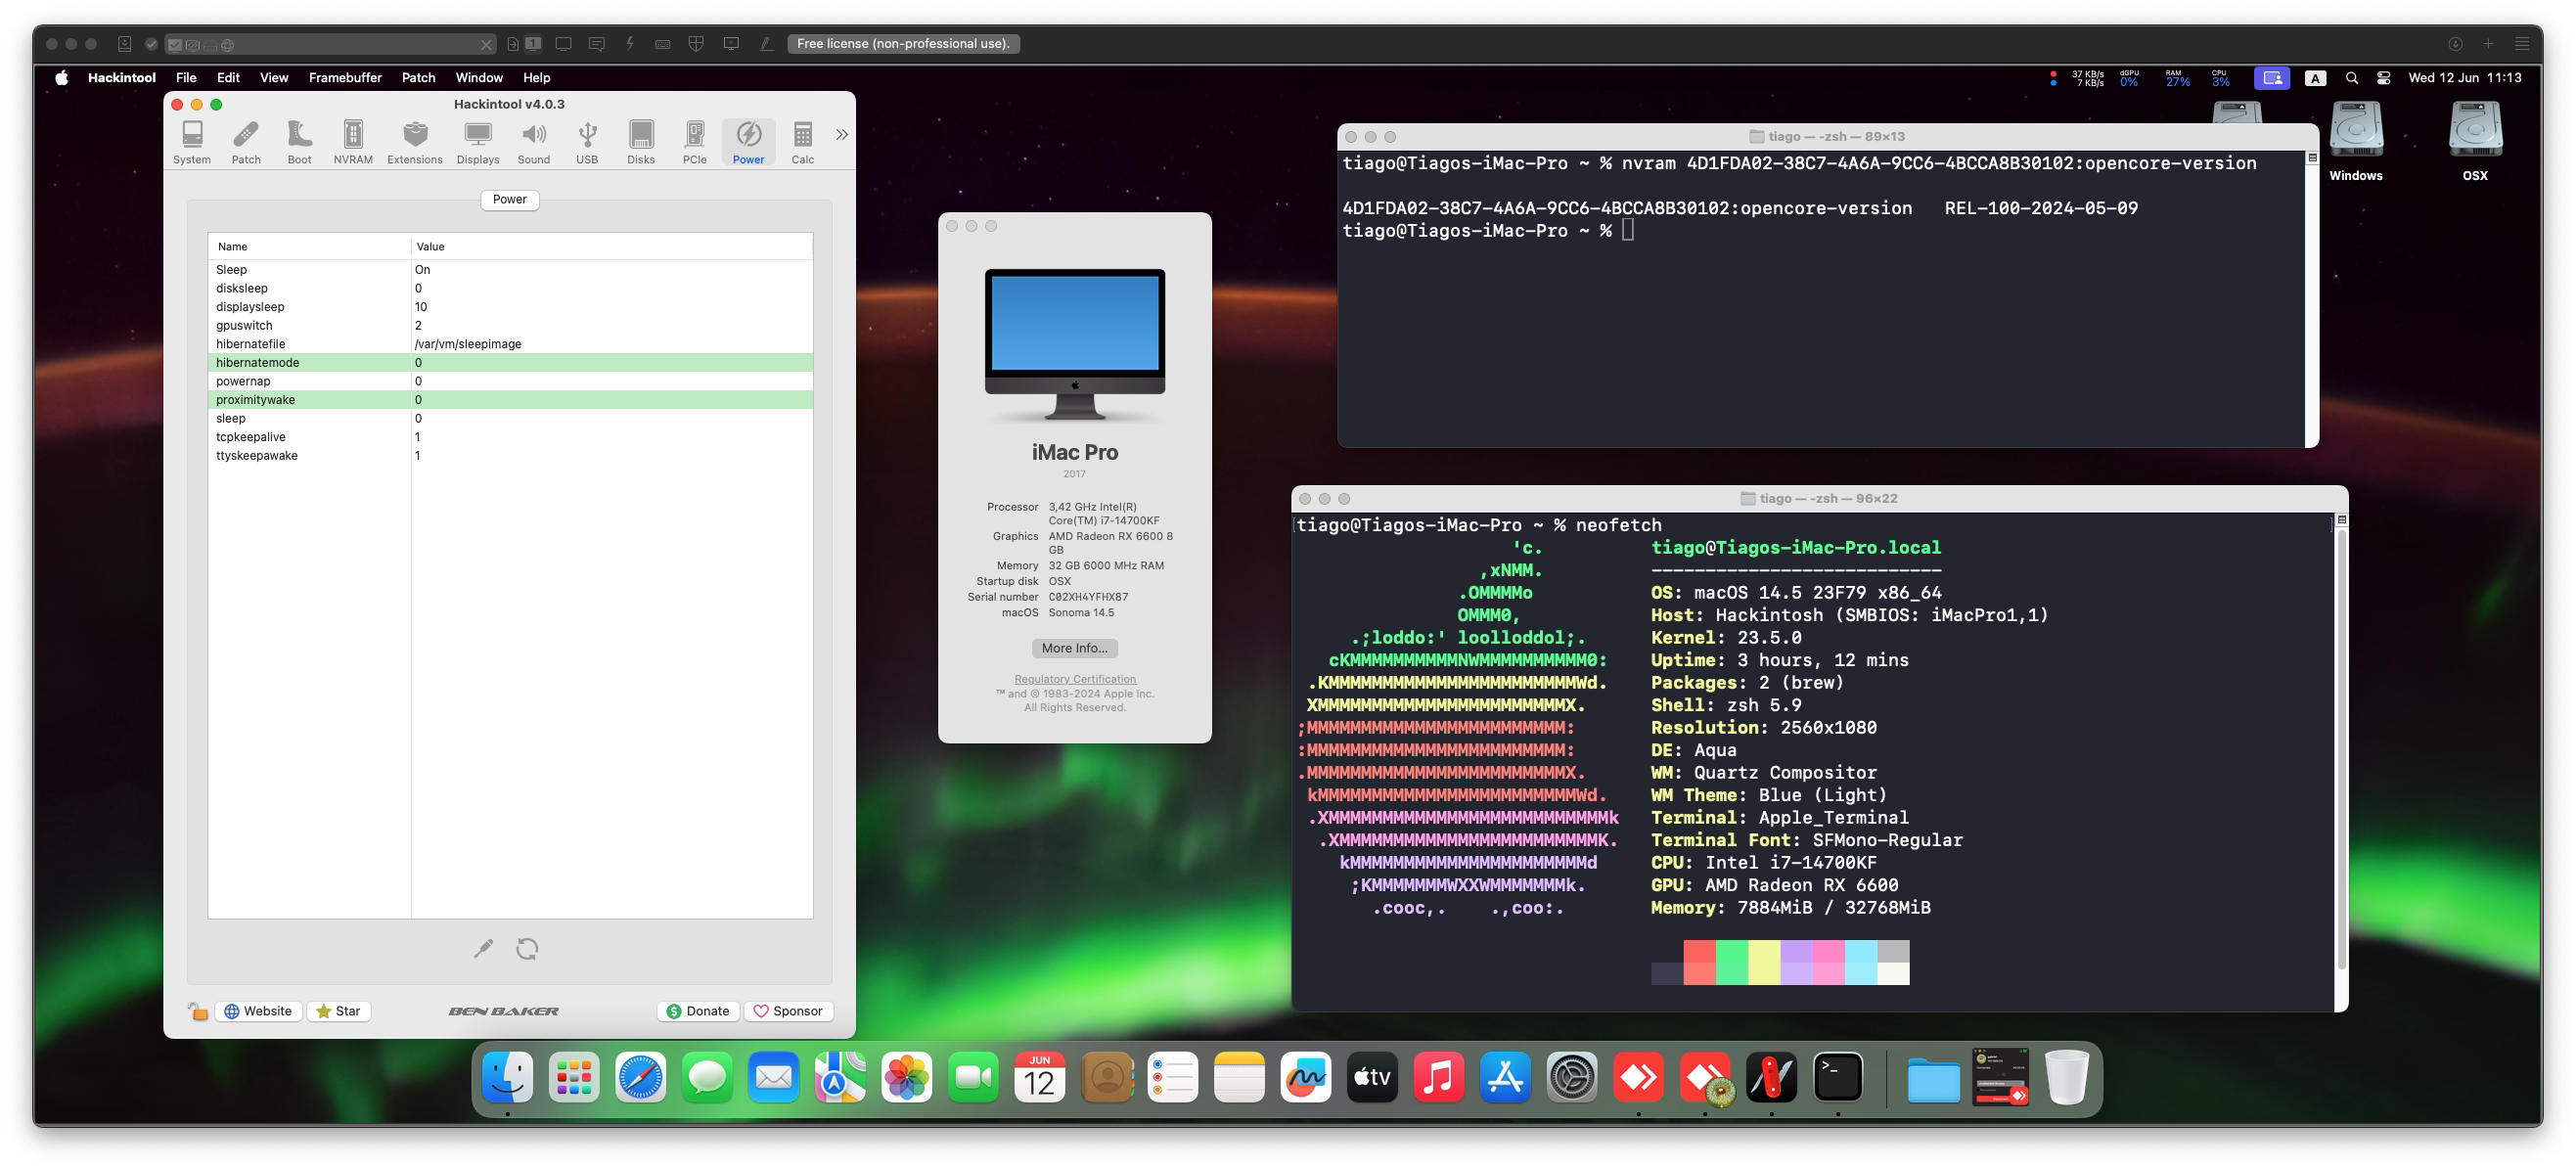 Free license (non-professional use).
Hackintool File Edit View Framebuffer Patch Window Help
37 KB/s
7 KB/s
dGPU
0%
RAM
27%
CPU
3%
A
Wed 12 Jun 11:13
Hackintool v4.0.3
System Patch Boot NVRAM Extensions Displays Sound USB Disks PCIe Power Calc
Power
Name Value
Sleep On
disksleep 0
displaysleep 10
gpuswitch 2
hibernatefile /var/vm/sleepimage
hibernatemode 0
powernap 0
proximitywake 0
sleep 0
tcpkeepalive 1
ttyskeepawake 1
Website Star BEN BAKER Donate Sponsor
iMac Pro
2017
Processor 3,42 GHz Intel(R)
Core(TM) i7-14700KF
Graphics AMD Radeon RX 6600 8
GB
Memory 32 GB 6000 MHz RAM
Startup disk OSX
Serial number C02XH4YFHX87
macOS Sonoma 14.5
More Info...
Regulatory Certification
™ and © 1983-2024 Apple Inc.
All Rights Reserved.
tiago — -zsh — 89×13
tiago@Tiagos-iMac-Pro ~ % nvram 4D1FDA02-38C7-4A6A-9CC6-4BCCA8B30102:opencore-version
4D1FDA02-38C7-4A6A-9CC6-4BCCA8B30102:opencore-version REL-100-2024-05-09
tiago@Tiagos-iMac-Pro ~ %
Windows
OSX
tiago — -zsh — 96×22
tiago@Tiagos-iMac-Pro ~ % neofetch
'c. tiago@Tiagos-iMac-Pro.local
,xNMM. ---------------------------
.OMMMMo OS: macOS 14.5 23F79 x86_64
OMMM0, Host: Hackintosh (SMBIOS: iMacPro1,1)
.;loddo:' loolloddol;. Kernel: 23.5.0
cKMMMMMMMMMMNWMMMMMMMMMM0: Uptime: 3 hours, 12 mins
.KMMMMMMMMMMMMMMMMMMMMMMMWd. Packages: 2 (brew)
XMMMMMMMMMMMMMMMMMMMMMMMX. Shell: zsh 5.9
;MMMMMMMMMMMMMMMMMMMMMMMM: Resolution: 2560x1080
:MMMMMMMMMMMMMMMMMMMMMMMM: DE: Aqua
.MMMMMMMMMMMMMMMMMMMMMMMMX. WM: Quartz Compositor
kMMMMMMMMMMMMMMMMMMMMMMMMWd. WM Theme: Blue (Light)
.XMMMMMMMMMMMMMMMMMMMMMMMMMMk Terminal: Apple_Terminal
.XMMMMMMMMMMMMMMMMMMMMMMMMK. Terminal Font: SFMono-Regular
kMMMMMMMMMMMMMMMMMMMMMMd CPU: Intel i7-14700KF
;KMMMMMMMWXXWMMMMMMMk. GPU: AMD Radeon RX 6600
.cooc,. .,coo:. Memory: 7884MiB / 32768MiB
JUN
12
tv
>_